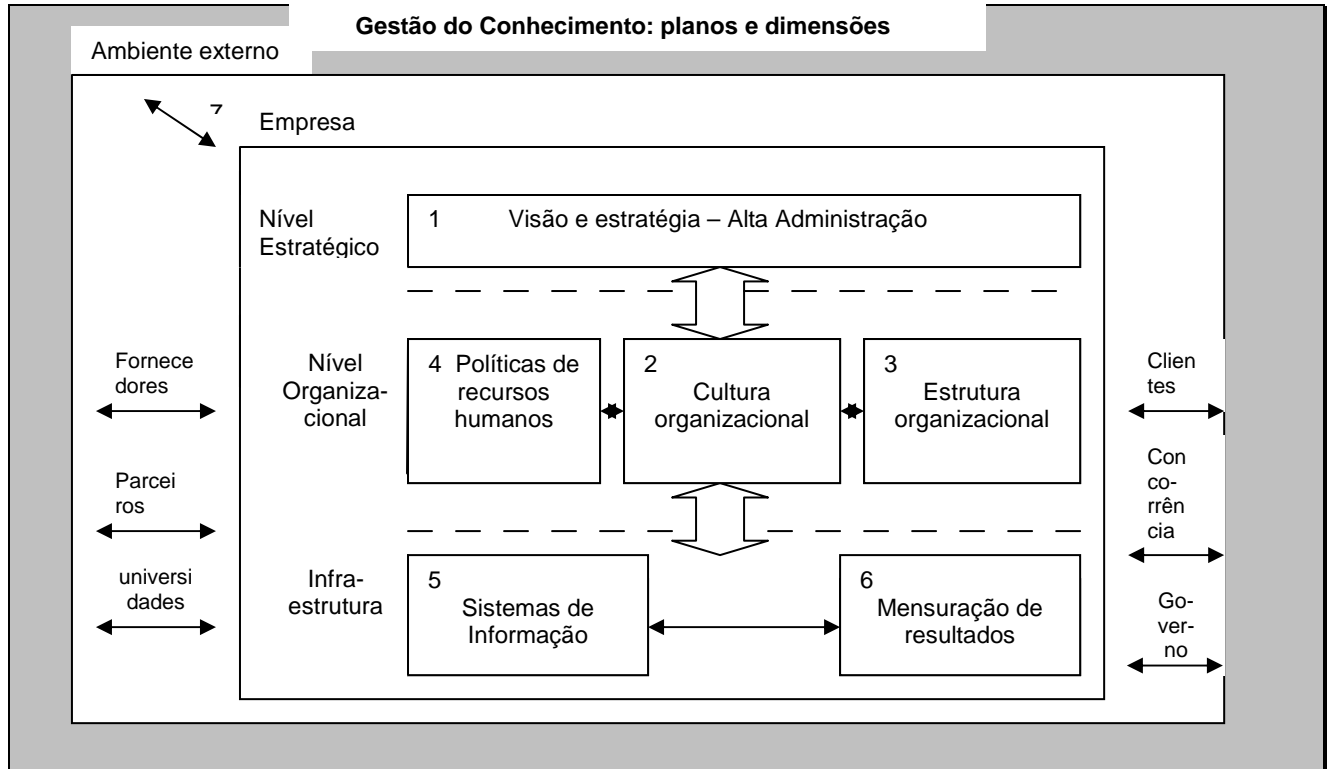 Gestão do Conhecimento: planos e dimensões
Ambiente externo
7
Empresa
Nível
Estratégico
1 Visão e estratégia – Alta Administração
Fornece
dores
Nível
Organiza-
cional
4 Políticas de
recursos
humanos
2
Cultura
organizacional
3
Estrutura
organizacional
Clien
tes
Parcei
ros
Con
co-
rrên
cia
universi
dades
Infra-
estrutura
5
Sistemas de
Informação
6
Mensuração de
resultados
Go-
ver-
no